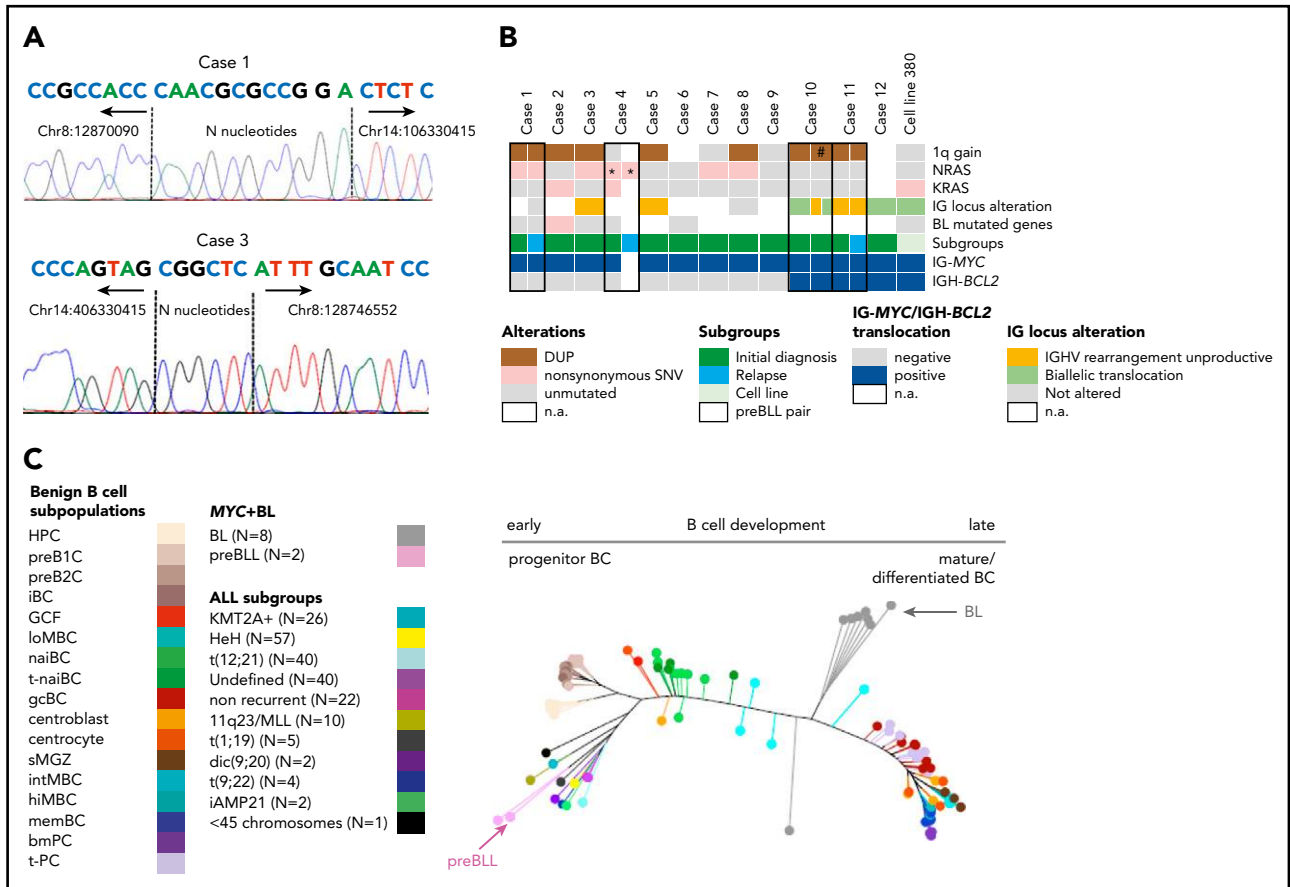 A
Case 1
CCGCCACC CAACGCGCCG G A CTCT C
Chr8:12870090
N nucleotides
Chr14:106330415
Case 3
CCCAGTAG CGGCTC AT TT GCAAT CC
Chr14:406330415
N nucleotides
Chr8:128746552
B
Case 1
Case 2
Case 3
Case 4
Case 5
Case 6
Case 7
Case 8
Case 9
Case 10
Case 11
Case 12
Cell line 380
# 1q gain
* * NRAS
KRAS
IG locus alteration
BL mutated genes
Subgroups
IG-MYC
IGH-BCL2
Alterations
DUP
nonsynonymous SNV
unmutated
n.a.
Subgroups
Initial diagnosis
Relapse
Cell line
preBLL pair
IG-MYC/IGH-BCL2
translocation
negative
positive
n.a.
IG locus alteration
IGHV rearrangement unproductive
Biallelic translocation
Not altered
n.a.
C
Benign B cell
subpopulations
HPC
preB1C
preB2C
iBC
GCF
loMBC
naiBC
t-naiBC
gcBC
centroblast
centrocyte
sMGZ
intMBC
hiMBC
memBC
bmPC
t-PC
MYC+BL
BL (N=8)
preBLL (N=2)
ALL subgroups
KMT2A+ (N=26)
HeH (N=57)
t(12;21) (N=40)
Undefined (N=40)
non recurrent (N=22)
11q23/MLL (N=10)
t(1;19) (N=5)
dic(9;20) (N=2)
t(9;22) (N=4)
iAMP21 (N=2)
<45 chromosomes (N=1)
early
B cell development
late
progenitor BC
mature/
differentiated BC
BL
preBLL